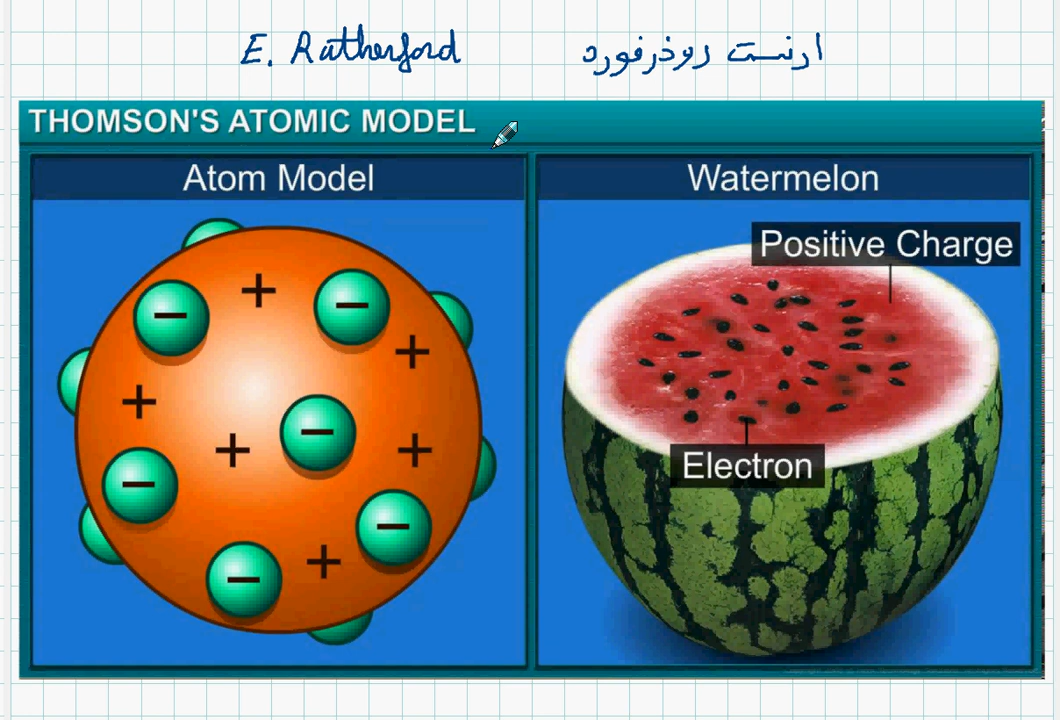 E. Rutherford ارنست روذرفورد
THOMSON'S ATOMIC MODEL
Atom Model
Watermelon
Positive Charge
Electron